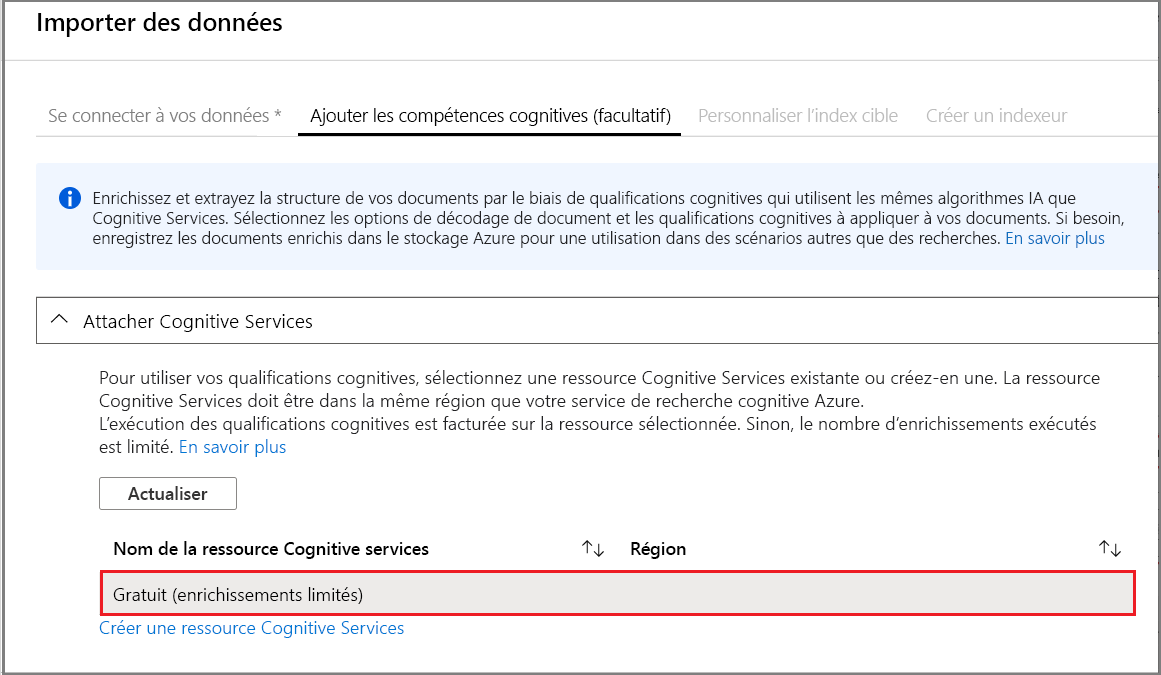 Importer des données
Se connecter à vos données * Ajouter les compétences cognitives (facultatif) Personnaliser l’index cible Créer un indexeur
Enrichissez et extrayez la structure de vos documents par le biais de qualifications cognitives qui utilisent les mêmes algorithmes IA que
Cognitive Services. Sélectionnez les options de décodage de document et les qualifications cognitives à appliquer à vos documents. Si besoin,
enregistrez les documents enrichis dans le stockage Azure pour une utilisation dans des scénarios autres que des recherches. En savoir plus
Attacher Cognitive Services
Pour utiliser vos qualifications cognitives, sélectionnez une ressource Cognitive Services existante ou créez-en une. La ressource
Cognitive Services doit être dans la même région que votre service de recherche cognitive Azure.
L’exécution des qualifications cognitives est facturée sur la ressource sélectionnée. Sinon, le nombre d’enrichissements exécutés
est limité. En savoir plus
Actualiser
Nom de la ressource Cognitive services ↑↓ Région ↑↓
Gratuit (enrichissements limités)
Créer une ressource Cognitive Services